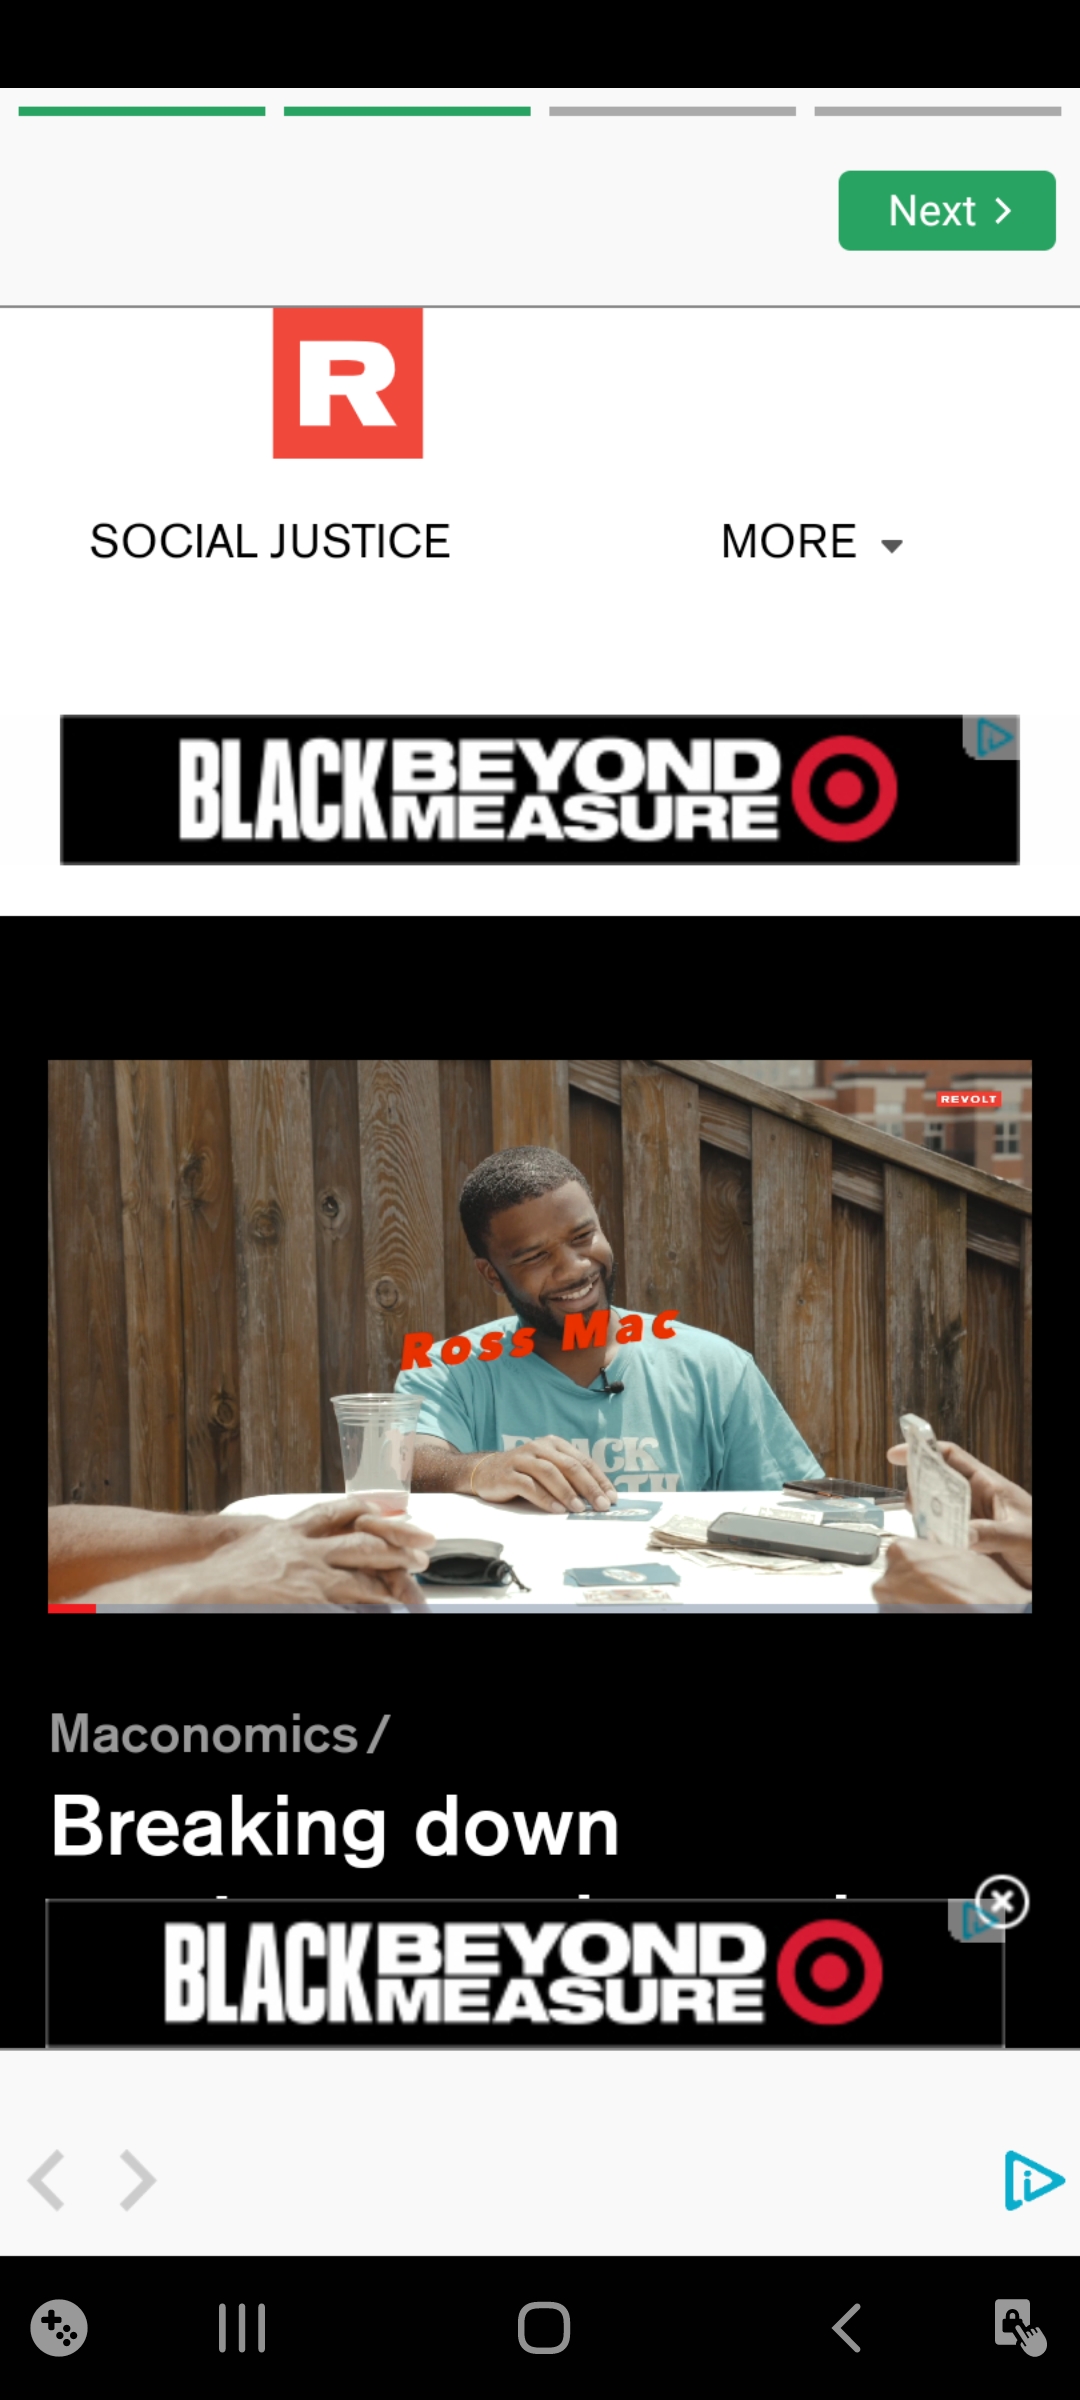 Next
R
SOCIAL JUSTICE
MORE
BLACK BEYOND
MEASURE
REVOLT
Ross Mac
Maconomics/
Breaking down
BLACK BEYOND
MEASURE